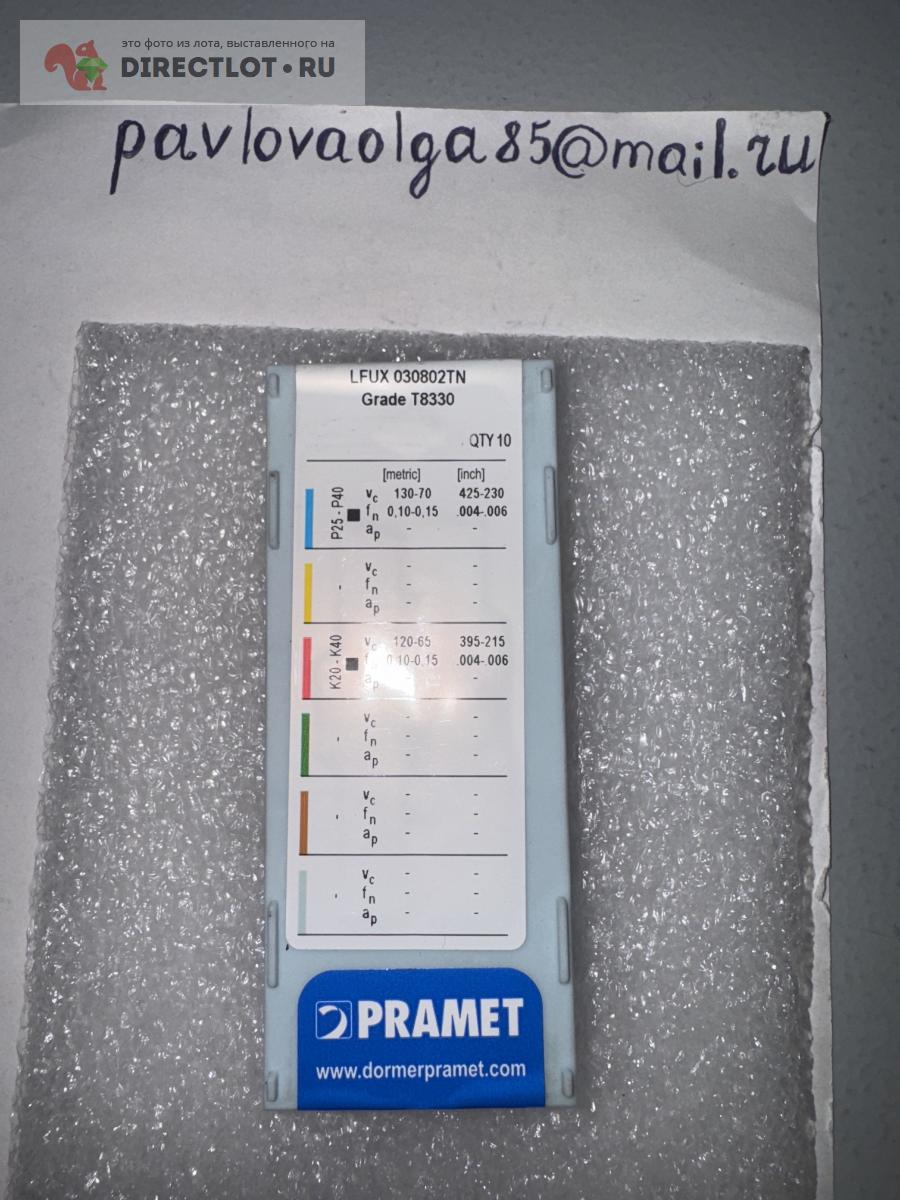 это фото из лота, выставленного на
DIRECTLOT•RU
pavlovaolga85@mail.ru
LFUX 030802TN
Grade T8330
QTY 10
[metric] [inch]
P25 - P40
vc 130-70 425-230
fn 0,10-0,15 .004-.006
ap - -
vc - -
fn - -
ap - -
K20 - K40
vc 120-65 395-215
fn 0,10-0,15 .004-.006
ap - -
vc - -
fn - -
ap - -
vc - -
fn - -
ap - -
vc - -
fn - -
ap - -
PRAMET
www.dormerpramet.com